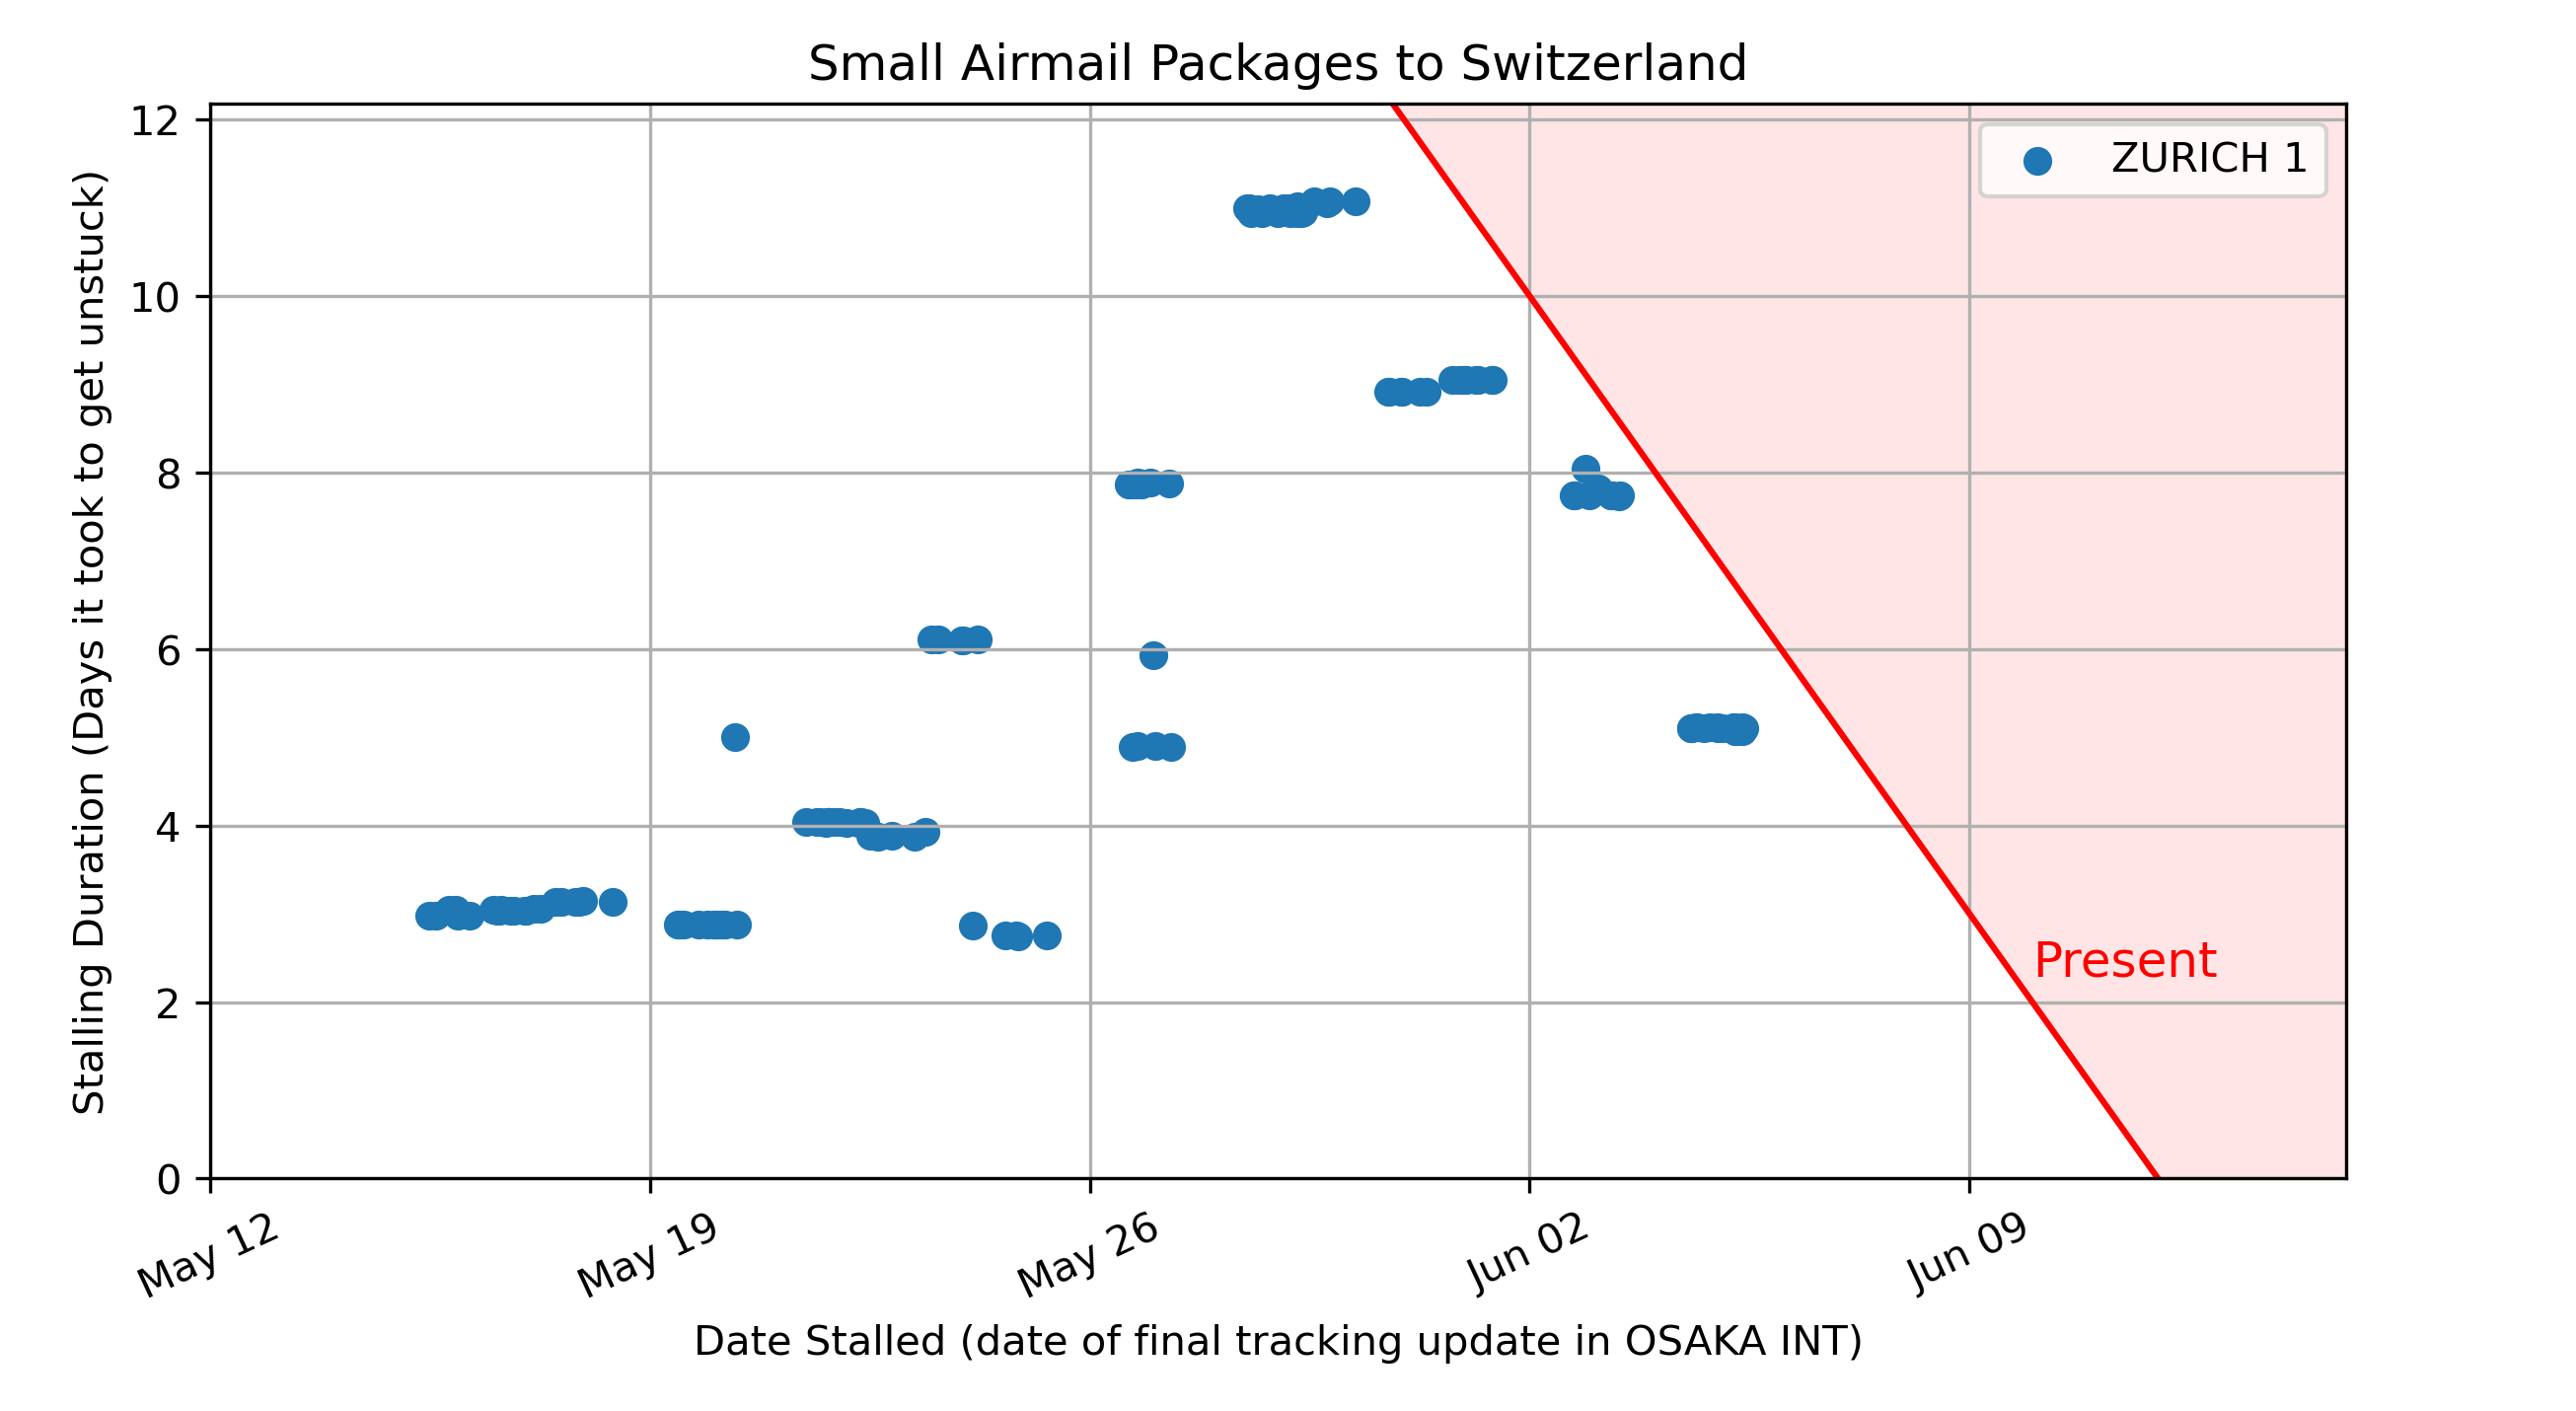 Small Airmail Packages to Switzerland
Stalling Duration (Days it took to get unstuck)
12
10
8
6
4
2
0
ZURICH 1
Present
May 12
May 19
May 26
Jun 02
Jun 09
Date Stalled (date of final tracking update in OSAKA INT)